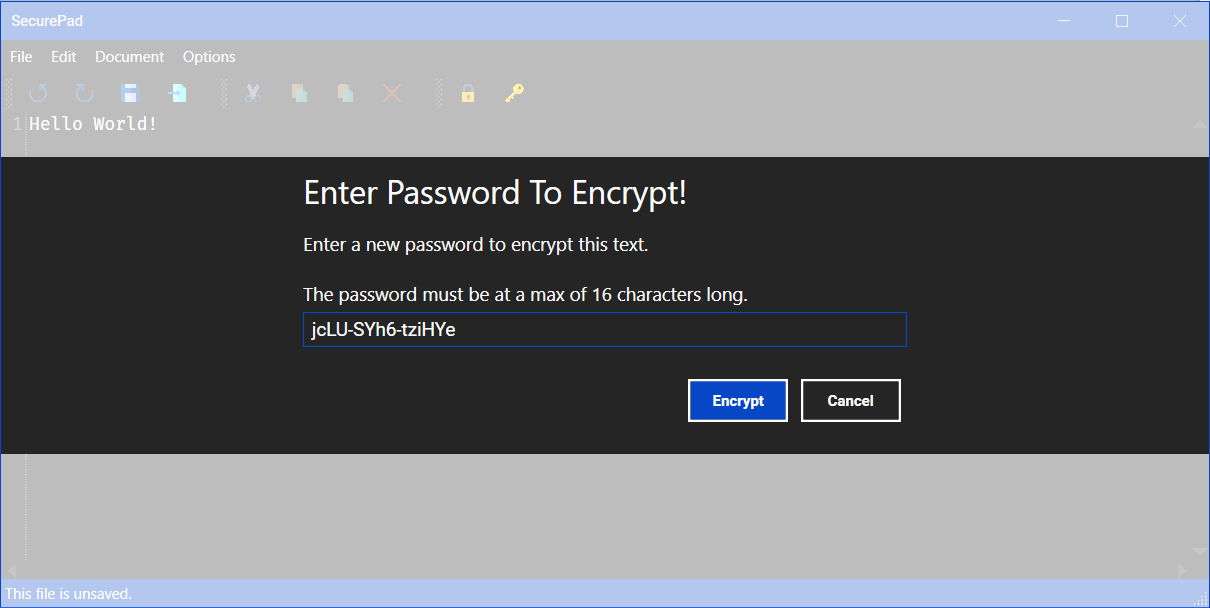 SecurePad
File Edit Document Options
1 Hello World!
Enter Password To Encrypt!
Enter a new password to encrypt this text.
The password must be at a max of 16 characters long.
jcLU-SYh6-tziHYe
Encrypt Cancel
This file is unsaved.